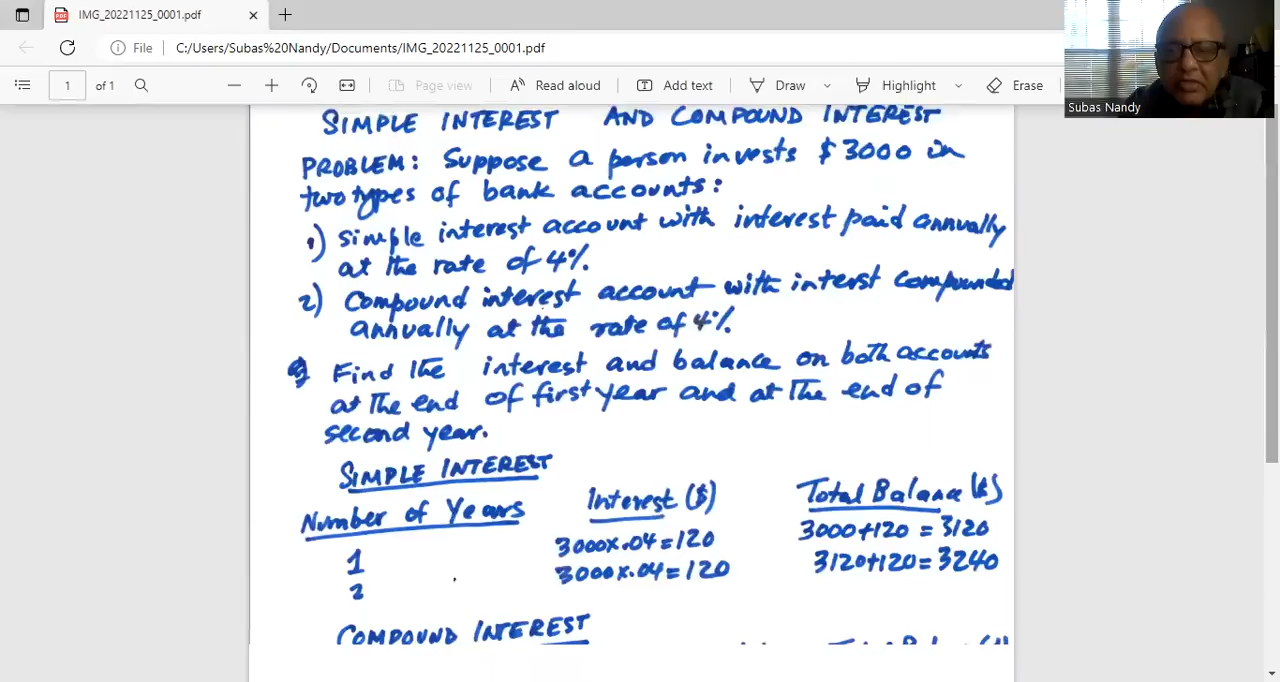 IMG_20221125_0001.pdf
File C:/Users/Subas%20Nandy/Documents/IMG_20221125_0001.pdf
1 of 1 Page view Read aloud Add text Draw Highlight Erase
Subas Nandy
SIMPLE INTEREST AND COMPOUND INTEREST
PROBLEM: Suppose a person invests $3000 in
two types of bank accounts:
1) Simple interest account with interest paid annually
at the rate of 4%.
2) Compound interest account with interst compounded
annually at the rate of 4%.
Find the interest and balance on both accounts
at the end of first year and at the end of
second year.
SIMPLE INTEREST
Number of Years Interest ($) Total Balance ($)
1 3000x.04=120 3000+120=3120
2 3000x.04=120 3120+120=3240
COMPOUND INTEREST